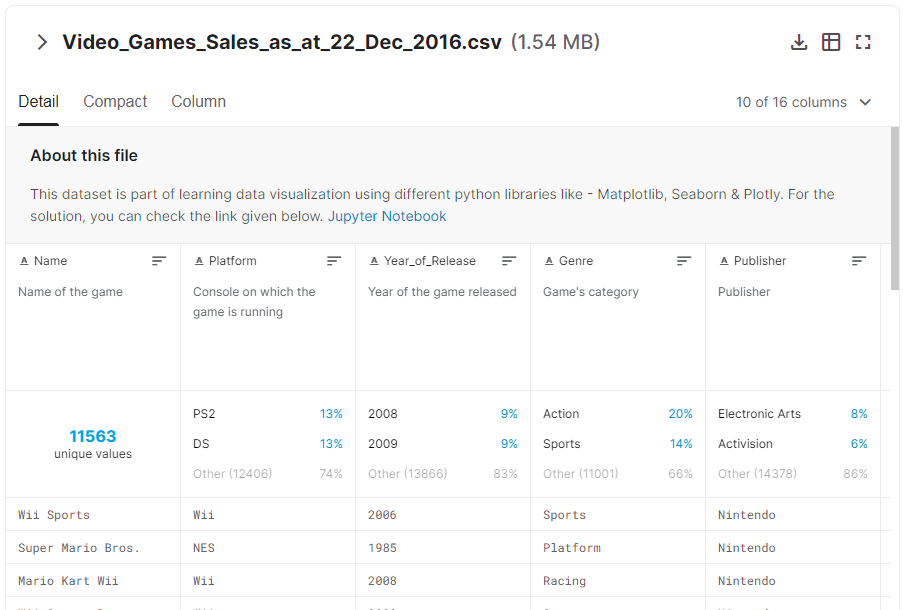 Video_Games_Sales_as_at_22_Dec_2016.csv (1.54 MB)
Detail Compact Column 10 of 16 columns
About this file
This dataset is part of learning data visualization using different python libraries like - Matplotlib, Seaborn & Plotly. For the
solution, you can check the link given below. Jupyter Notebook
A Name A Platform A Year_of_Release A Genre A Publisher
Name of the game Console on which the Year of the game released Game's category Publisher
game is running
PS2 13% 2008 9% Action 20% Electronic Arts 8%
11563
DS 13% 2009 9% Sports 14% Activision 6%
unique values
Other (12406) 74% Other (13866) 83% Other (11001) 66% Other (14378) 86%
Wii Sports Wii 2006 Sports Nintendo
Super Mario Bros. NES 1985 Platform Nintendo
Mario Kart Wii Wii 2008 Racing Nintendo